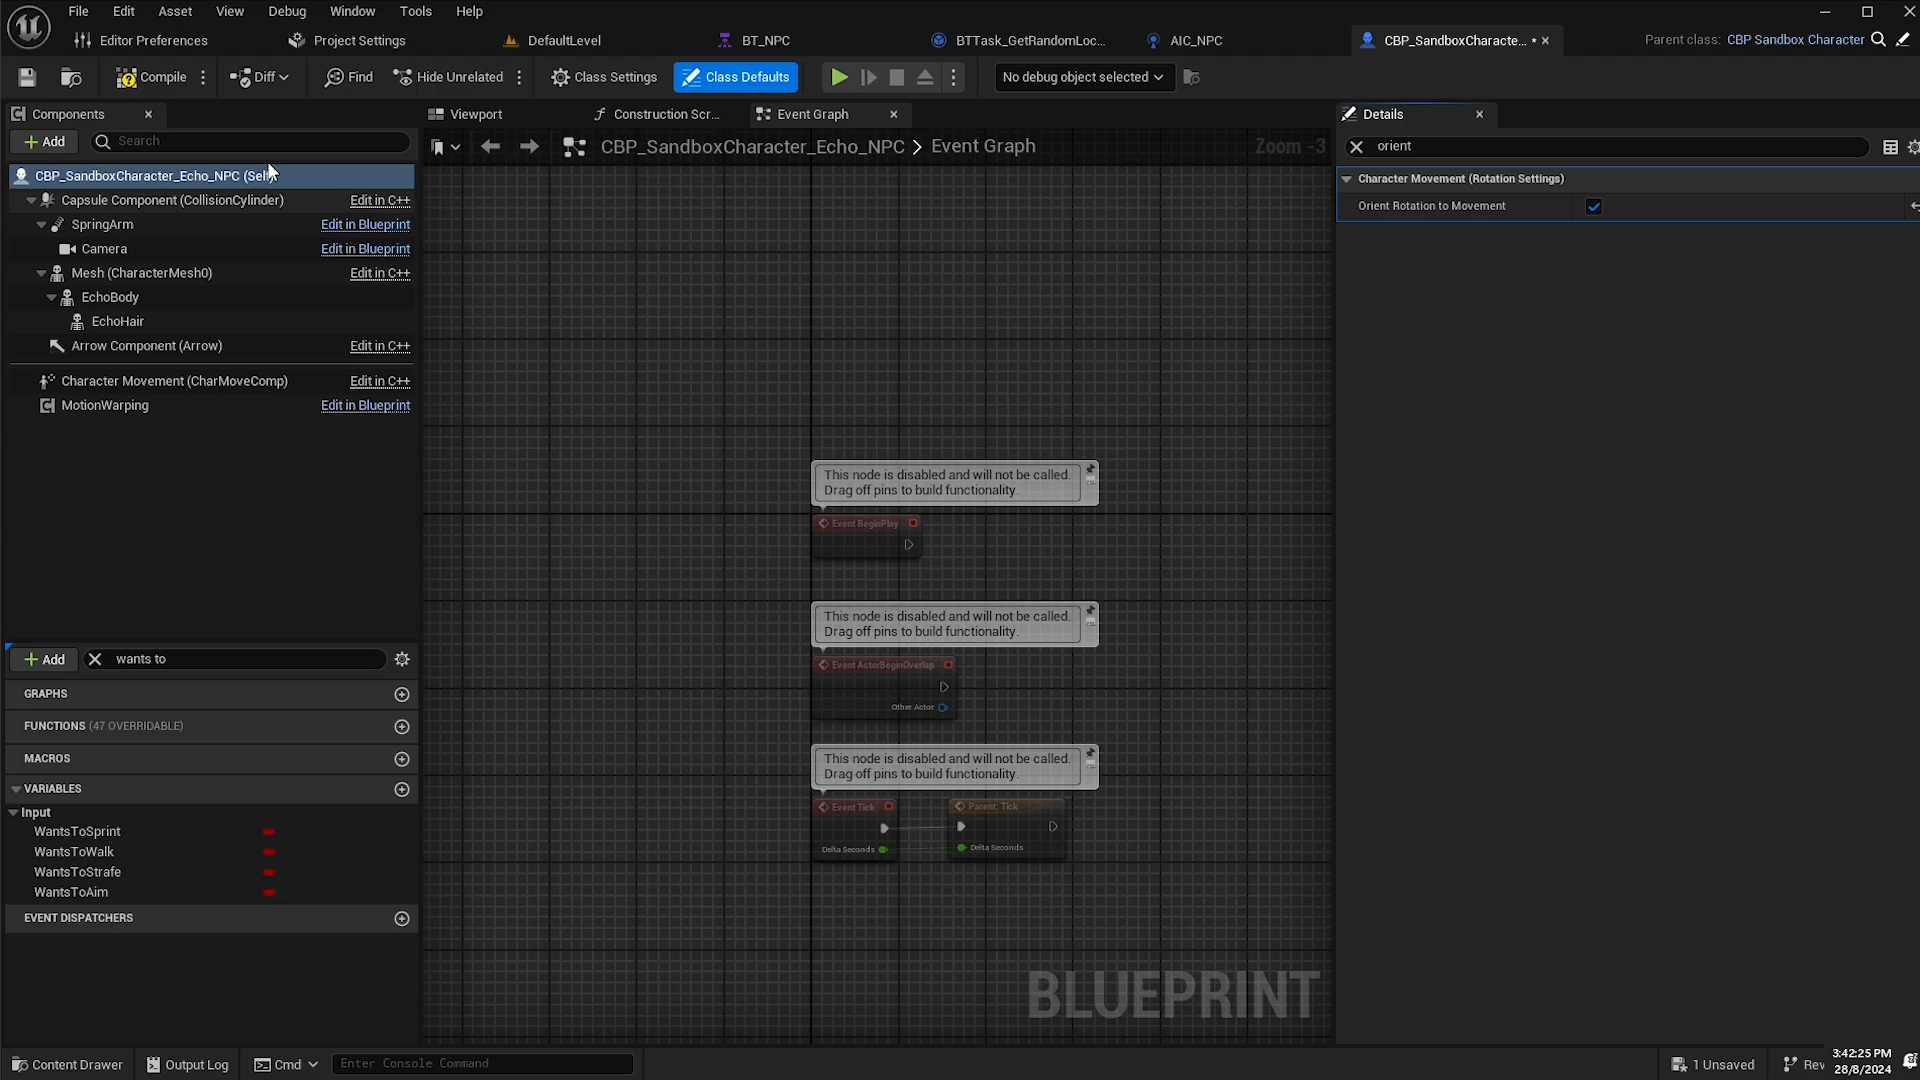 File Edit Asset View Debug Window Tools Help
Editor Preferences Project Settings DefaultLevel BT_NPC BTTask_GetRandomLoc... AIC_NPC CBP_SandboxCharacte... • Parent class: CBP Sandbox Character
Compile Diff Find Hide Unrelated Class Settings Class Defaults No debug object selected
Components Viewport Construction Scr... Event Graph Details
Add Search
CBP_SandboxCharacter_Echo_NPC > Event Graph Zoom -3
orient
CBP_SandboxCharacter_Echo_NPC (Self)
Character Movement (Rotation Settings)
Capsule Component (CollisionCylinder) Edit in C++
Orient Rotation to Movement
SpringArm Edit in Blueprint
Camera Edit in Blueprint
Mesh (CharacterMesh0) Edit in C++
EchoBody
EchoHair
Arrow Component (Arrow) Edit in C++
Character Movement (CharMoveComp) Edit in C++
MotionWarping Edit in Blueprint
This node is disabled and will not be called.
Drag off pins to build functionality.
Event BeginPlay
This node is disabled and will not be called.
Drag off pins to build functionality.
Event ActorBeginOverlap
Other Actor
This node is disabled and will not be called.
Drag off pins to build functionality.
Event Tick Parent: Tick
Delta Seconds Delta Seconds
Add wants to
GRAPHS
FUNCTIONS (47 OVERRIDABLE)
MACROS
VARIABLES
Input
WantsToSprint
WantsToWalk
WantsToStrafe
WantsToAim
EVENT DISPATCHERS
BLUEPRINT
Content Drawer Output Log Cmd Enter Console Command 1 Unsaved Rev
3:42:25 PM
28/8/2024